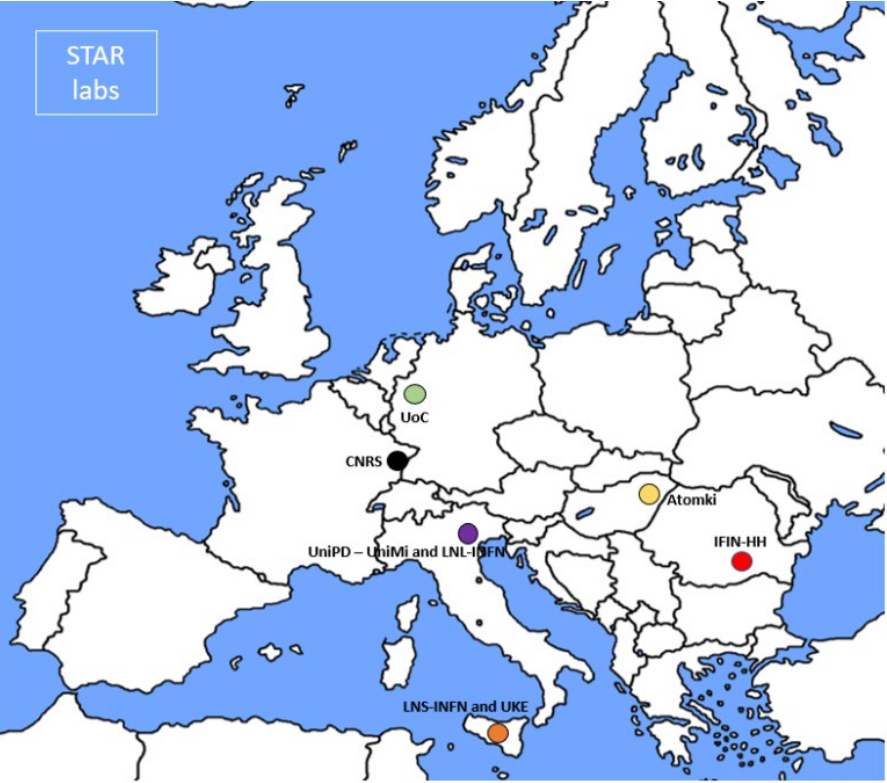 STAR
labs
UoC
CNRS
Atomki
IFIN-HH
UniPD – UniMi and LNL-INFN
LNS-INFN and UKE